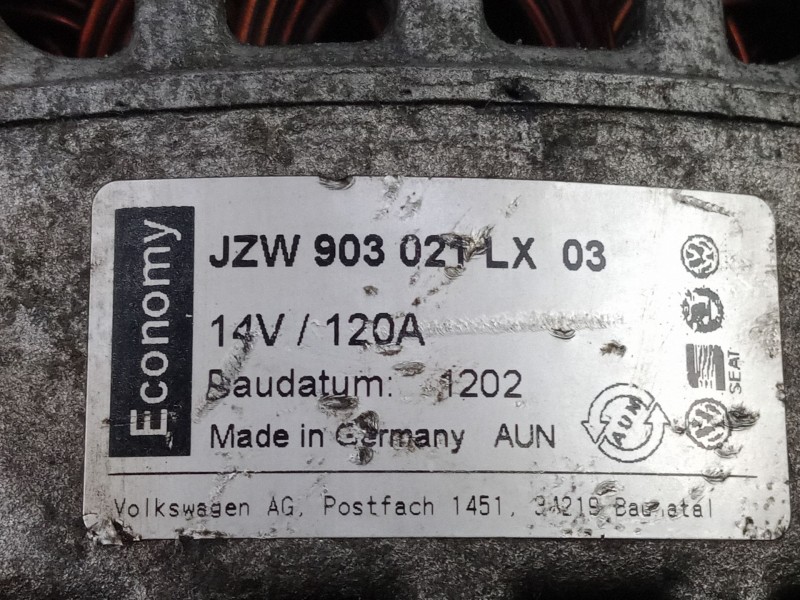 Economy
JZW 903 021 LX 03
14V / 120A
Baudatum: 1202
Made in Germany AUN
AUN
SEAT
Volkswagen AG, Postfach 1451, 34219 Baunatal